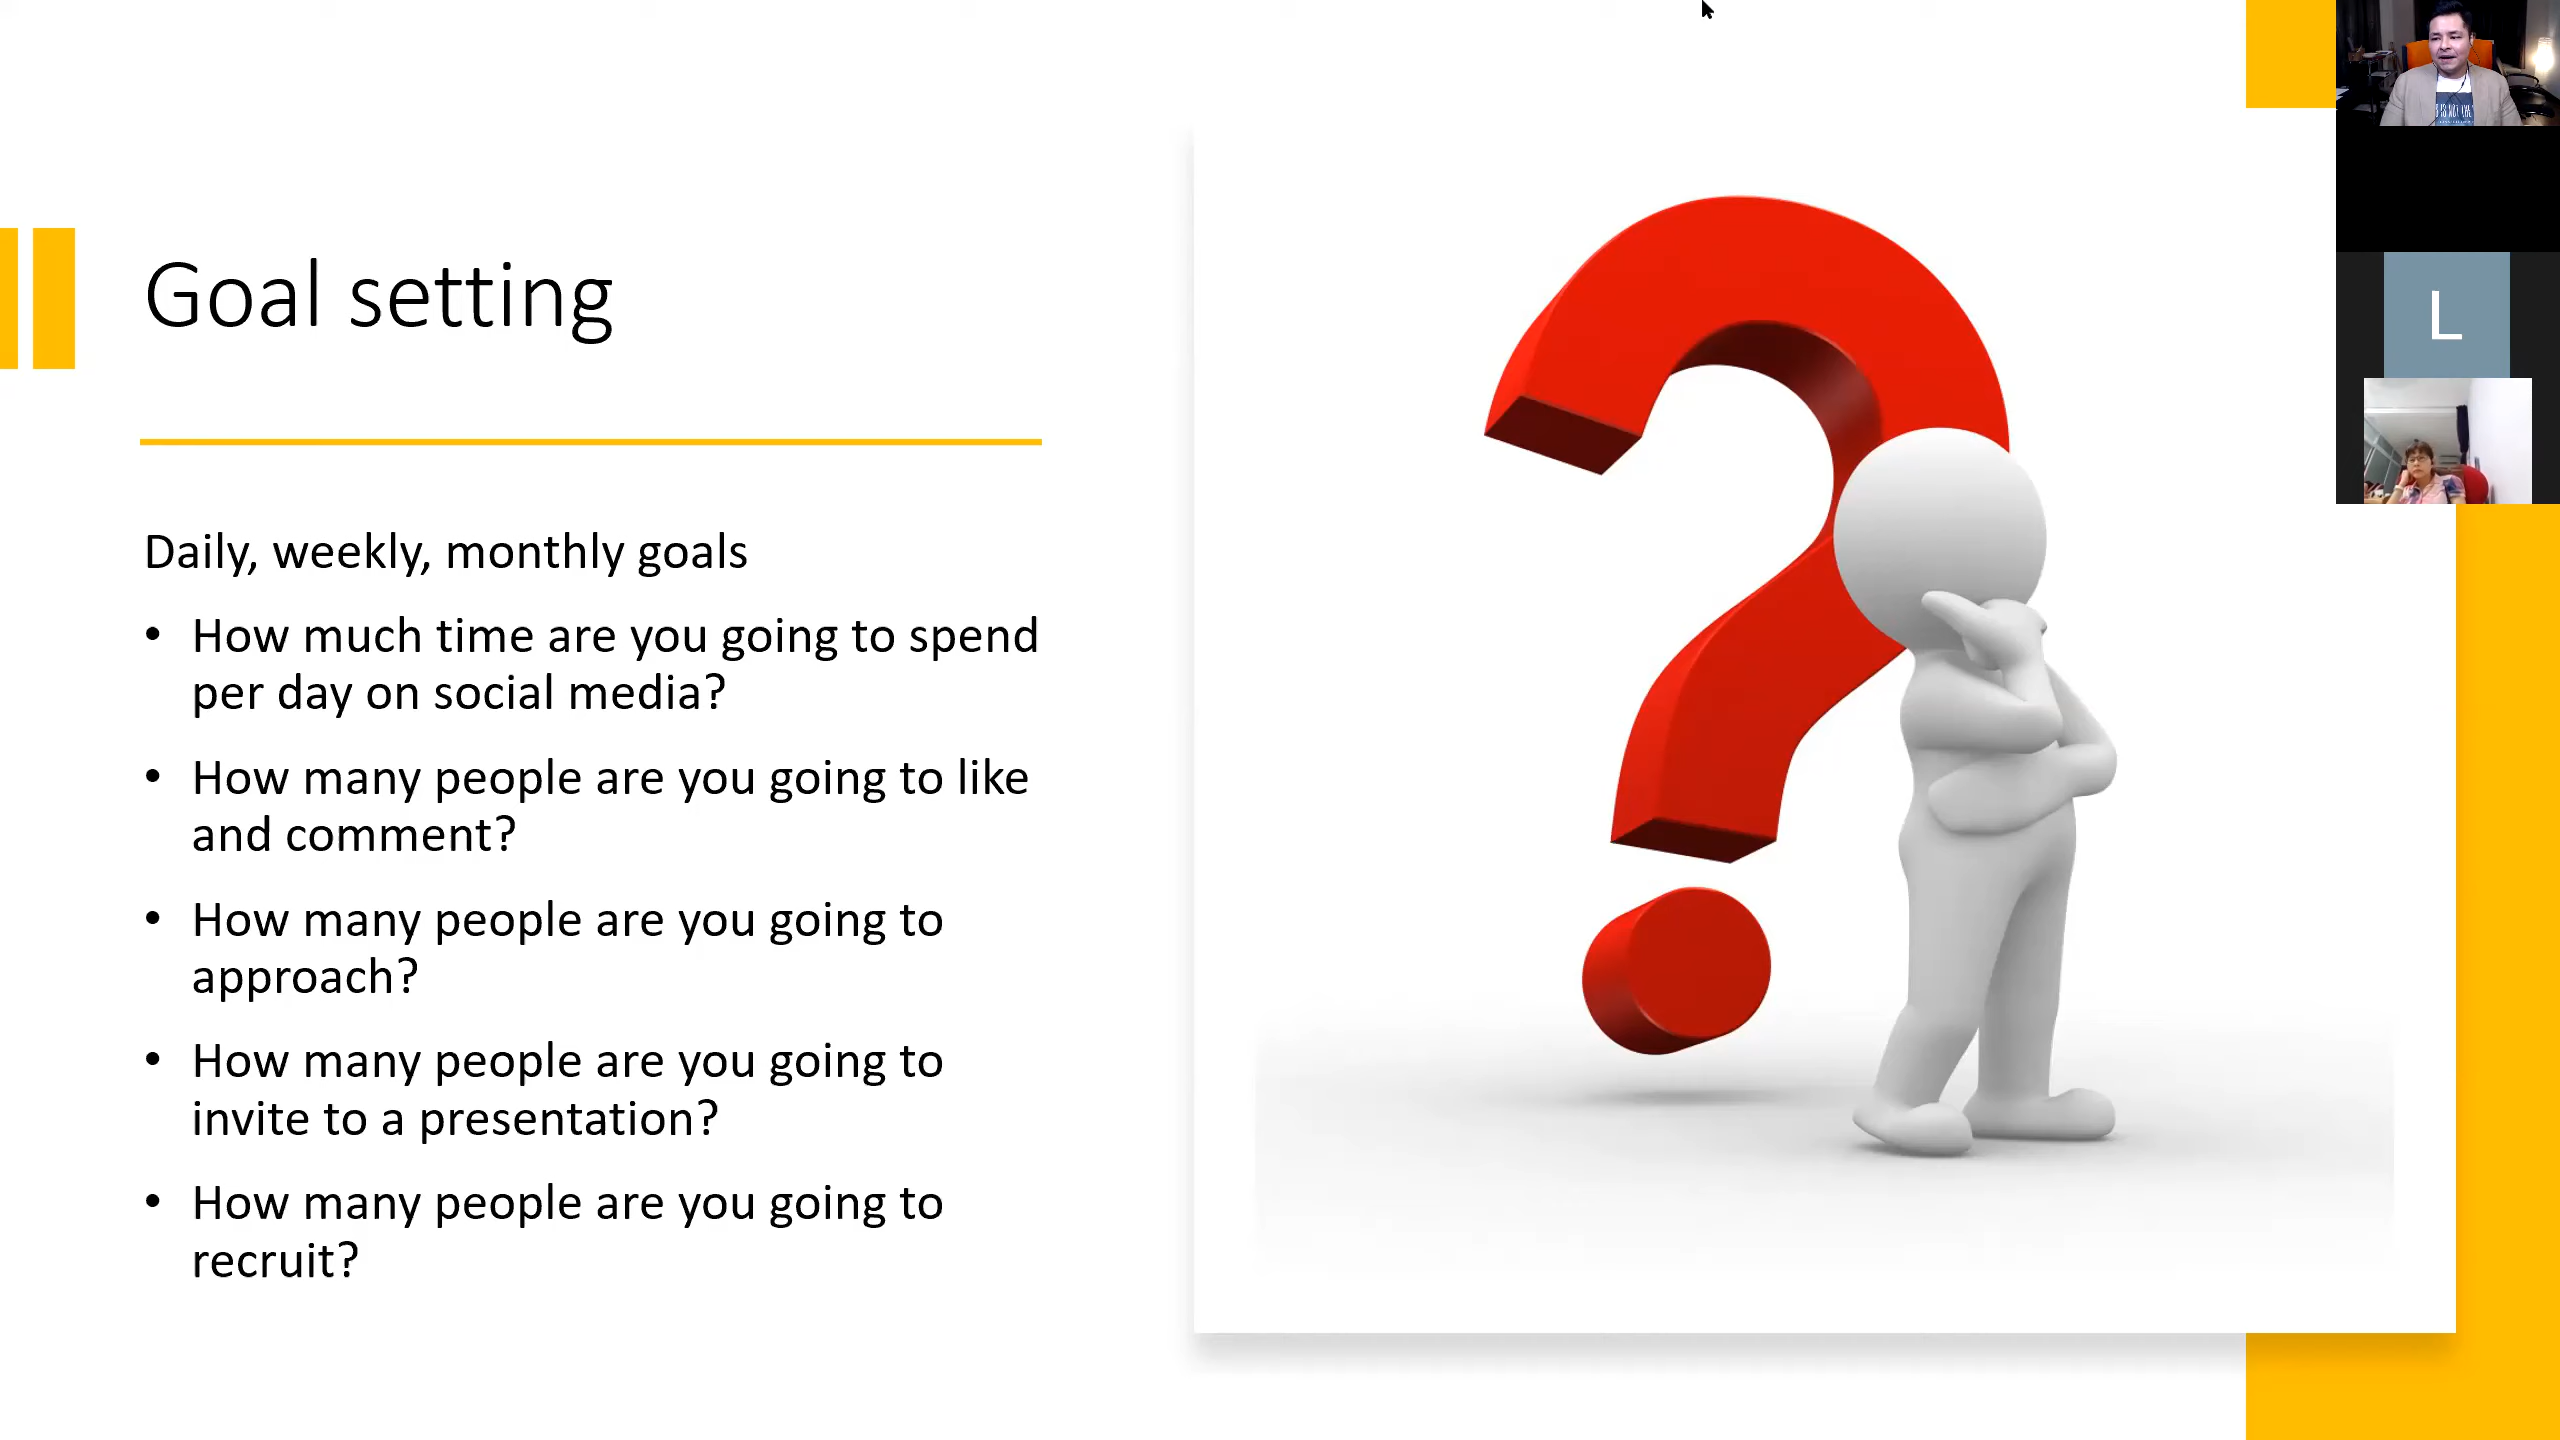 Goal setting
Daily, weekly, monthly goals
• How much time are you going to spend
per day on social media?
• How many people are you going to like
and comment?
• How many people are you going to
approach?
• How many people are you going to
invite to a presentation?
• How many people are you going to
recruit?
L